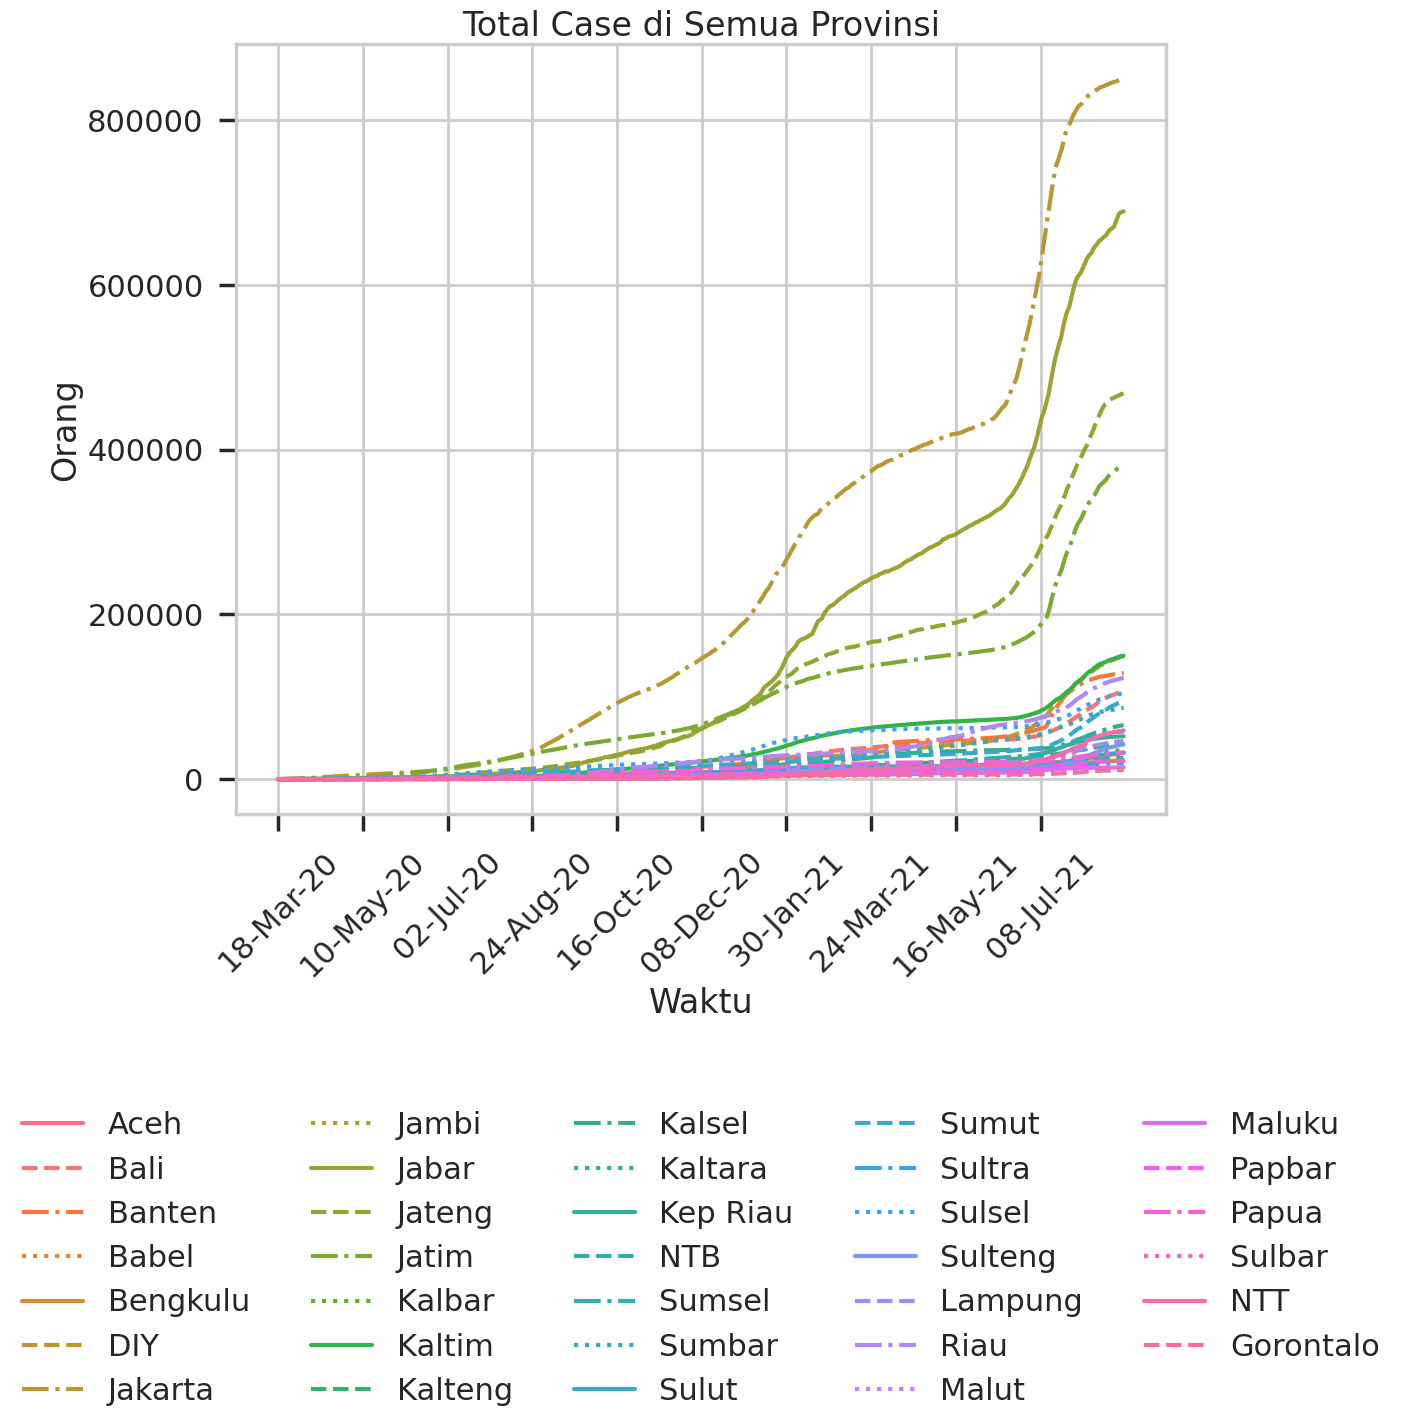 Total Case di Semua Provinsi
800000
600000
400000
200000
0
Orang
18-Mar-20
10-May-20
02-Jul-20
24-Aug-20
16-Oct-20
08-Dec-20
30-Jan-21
24-Mar-21
16-May-21
08-Jul-21
Waktu
Aceh
Bali
Banten
Babel
Bengkulu
DIY
Jakarta
Jambi
Jabar
Jateng
Jatim
Kalbar
Kaltim
Kalteng
Kalsel
Kaltara
Kep Riau
NTB
Sumsel
Sumbar
Sulut
Sumut
Sultra
Sulsel
Sulteng
Lampung
Riau
Malut
Maluku
Papbar
Papua
Sulbar
NTT
Gorontalo